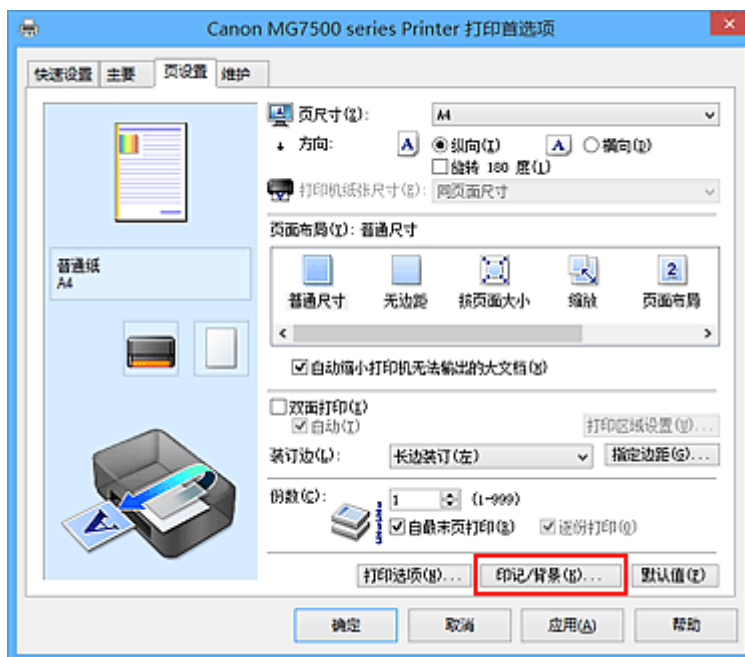 Canon MG7500 series Printer 打印首选项
快速设置 主要 页设置 维护
页尺寸(Z): A4
方向: A 纵向(I) A 横向(D)
旋转 180 度(L)
打印机纸张尺寸(E): 同页面尺寸
页面布局(Y): 普通尺寸
普通纸
A4
2
普通尺寸 无边距 按页面大小 缩放 页面布局
自动缩小打印机无法输出的大文档(N)
双面打印(X)
自动(T) 打印区域设置(U)...
装订边(L): 长边装订(左) 指定边距(G)...
份数(C): 1 (1-999)
自最末页打印(R) 逐份打印(O)
A
打印选项(N)... 印记/背景(K)... 默认值(F)
确定 取消 应用(A) 帮助